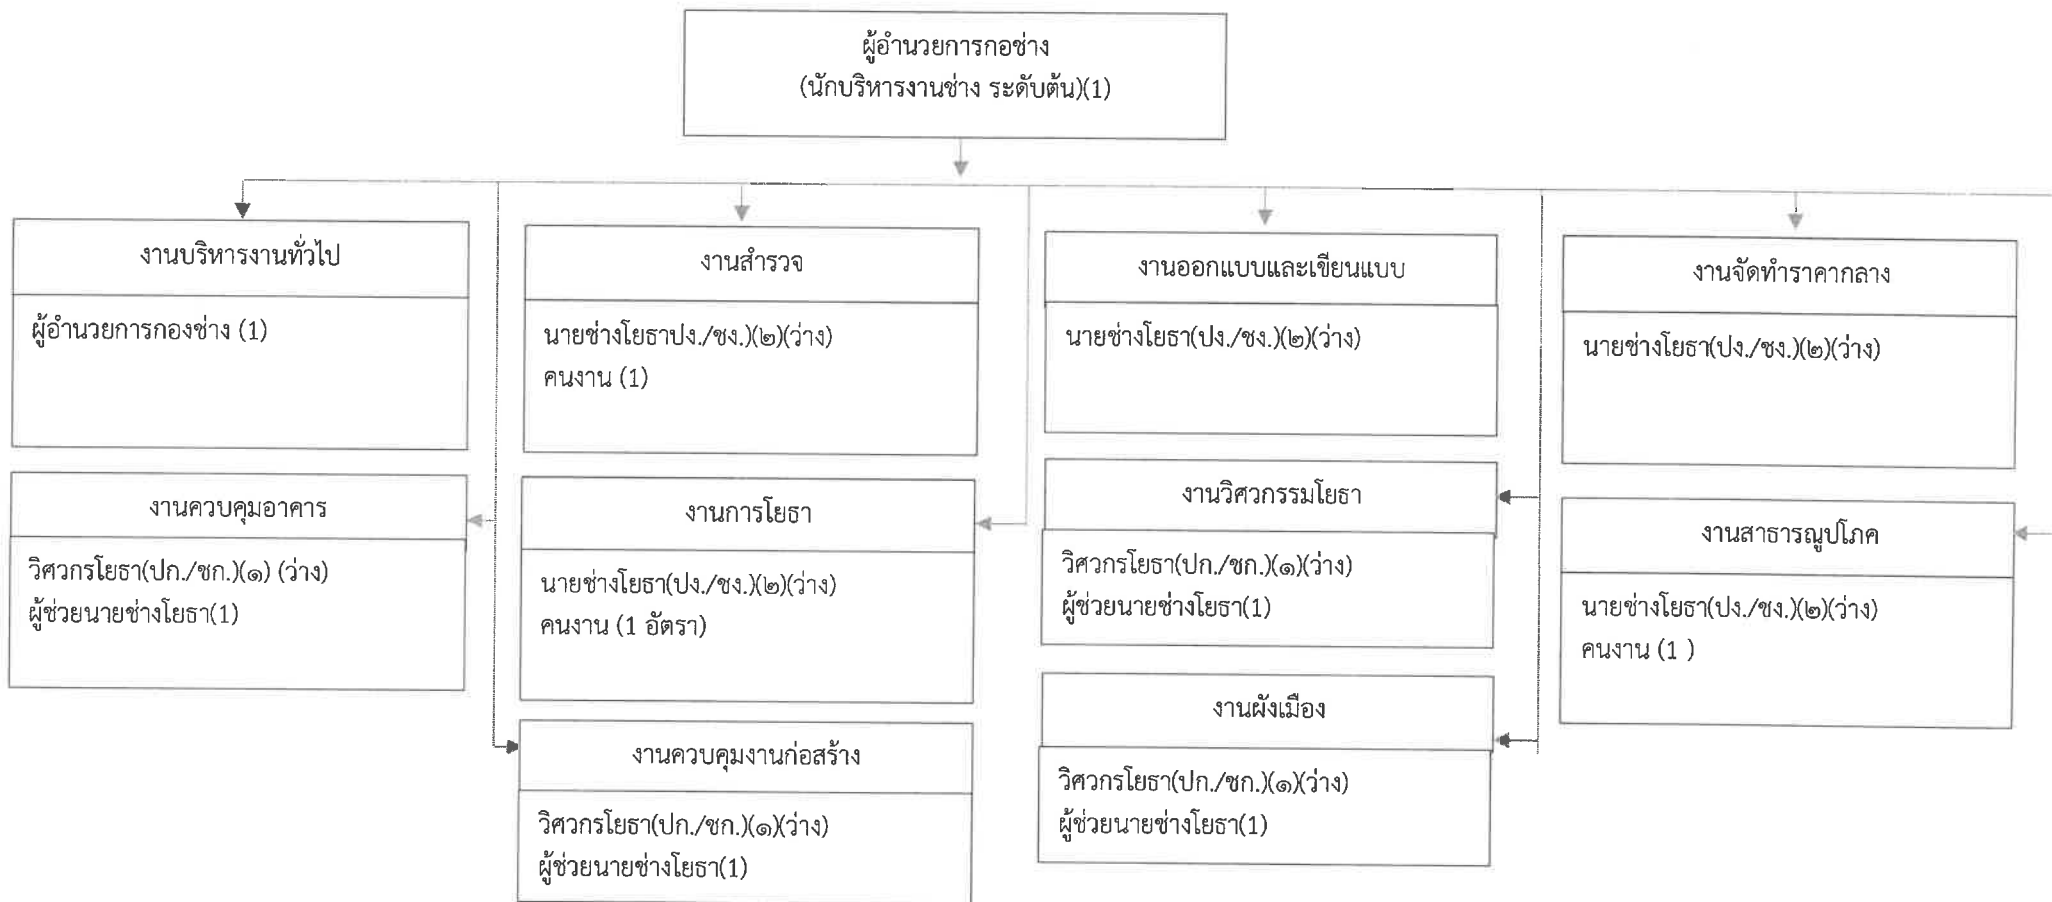 ผู้อำนวยการกอช่าง
(นักบริหารงานช่าง ระดับต้น)(1)
งานบริหารงานทั่วไป
ผู้อำนวยการกองช่าง (1)
งานสำรวจ
นายช่างโยธาปง./ชง.)(๒)(ว่าง)
คนงาน (1)
งานออกแบบและเขียนแบบ
นายช่างโยธา(ปง./ชง.)(๒)(ว่าง)
งานจัดทำราคากลาง
นายช่างโยธา(ปง./ชง.)(๒)(ว่าง)
งานควบคุมอาคาร
วิศวกรโยธา(ปก./ชก.)(๑) (ว่าง)
ผู้ช่วยนายช่างโยธา(1)
งานการโยธา
นายช่างโยธา(ปง./ชง.)(๒)(ว่าง)
คนงาน (1 อัตรา)
งานวิศวกรรมโยธา
วิศวกรโยธา(ปก./ชก.)(๑)(ว่าง)
ผู้ช่วยนายช่างโยธา(1)
งานสาธารณูปโภค
นายช่างโยธา(ปง./ชง.)(๒)(ว่าง)
คนงาน (1 )
งานควบคุมงานก่อสร้าง
วิศวกรโยธา(ปก./ชก.)(๑)(ว่าง)
ผู้ช่วยนายช่างโยธา(1)
งานผังเมือง
วิศวกรโยธา(ปก./ชก.)(๑)(ว่าง)
ผู้ช่วยนายช่างโยธา(1)